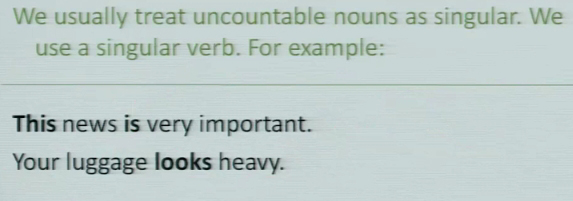 We usually treat uncountable nouns as singular. We
use a singular verb. For example:
This news is very important.
Your luggage looks heavy.